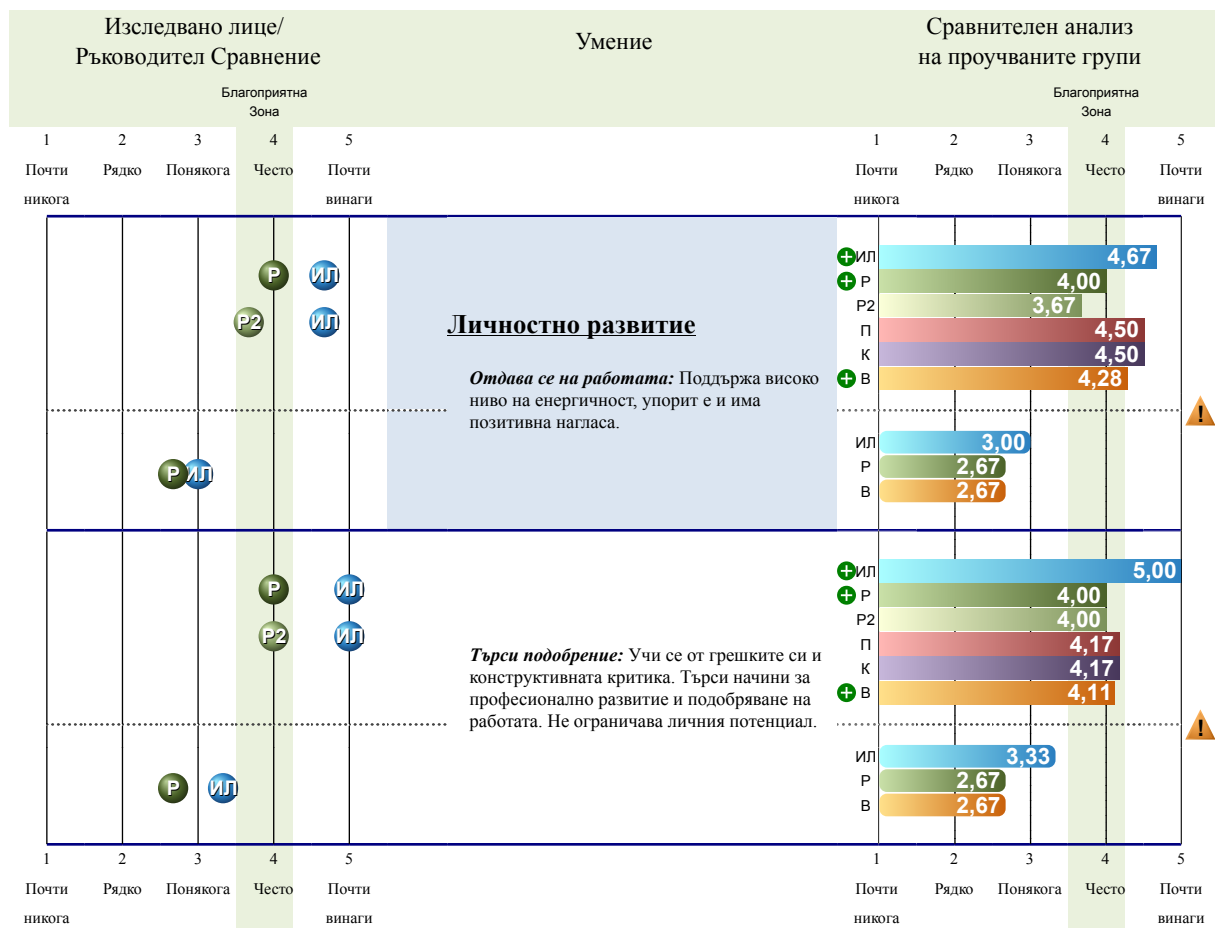 Изследвано лице/
Ръководител Сравнение
Умение
Сравнителен анализ
на проучваните групи
Благоприятна
Зона
Благоприятна
Зона
1 2 3 4 5
Почти Рядко Понякога Често Почти
никога винаги
1 2 3 4 5
Почти Рядко Понякога Често Почти
никога винаги
Р ИЛ
Р2 ИЛ
Р ИЛ
Личностно развитие
Отдава се на работата: Поддържа високо
ниво на енергичност, упорит е и има
позитивна нагласа.
ИЛ 4,67
Р 4,00
Р2 3,67
П 4,50
К 4,50
В 4,28
ИЛ 3,00
Р 2,67
В 2,67
Р ИЛ
Р2 ИЛ
Р ИЛ
Търси подобрение: Учи се от грешките си и
конструктивната критика. Търси начини за
професионално развитие и подобряване на
работата. Не ограничава личния потенциал.
ИЛ 5,00
Р 4,00
Р2 4,00
П 4,17
К 4,17
В 4,11
ИЛ 3,33
Р 2,67
В 2,67
1 2 3 4 5
Почти Рядко Понякога Често Почти
никога винаги
1 2 3 4 5
Почти Рядко Понякога Често Почти
никога винаги